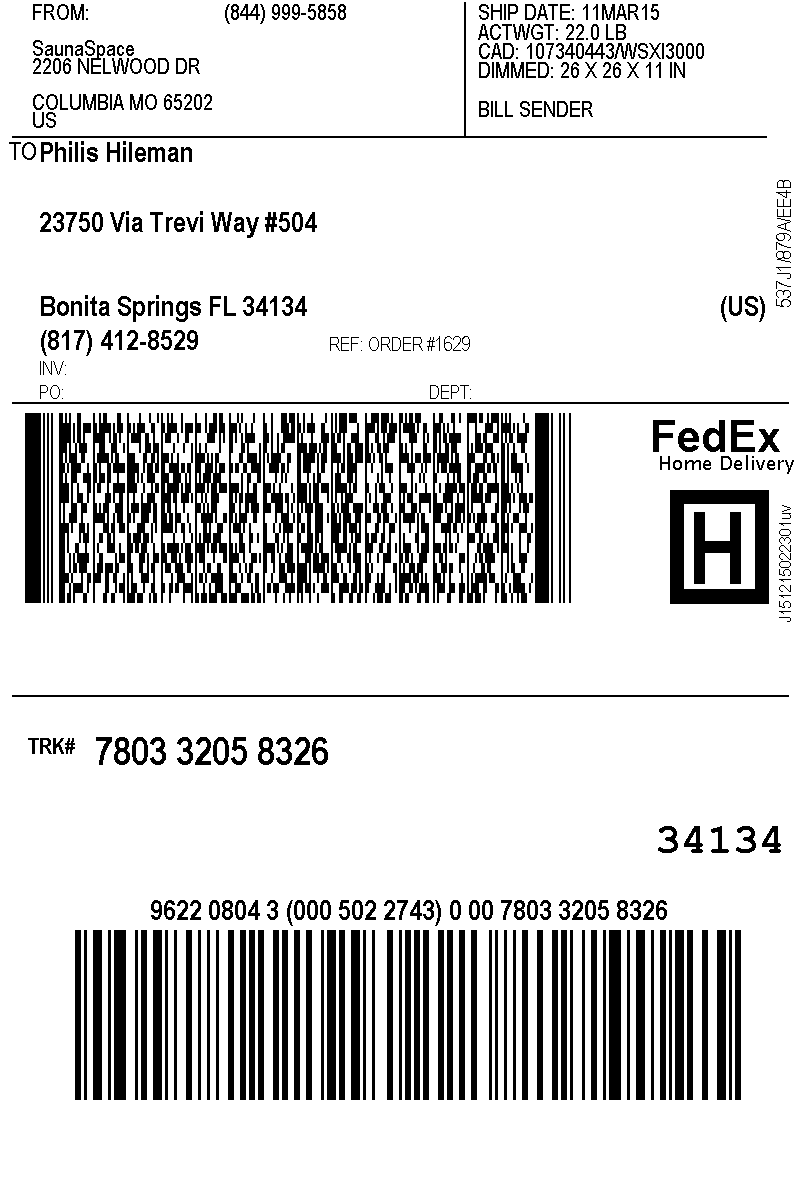 FROM: (844) 999-5858
SaunaSpace
2206 NELWOOD DR
COLUMBIA MO 65202
US
SHIP DATE: 11MAR15
ACTWGT: 22.0 LB
CAD: 107340443/WSXI3000
DIMMED: 26 X 26 X 11 IN
BILL SENDER
TO Philis Hileman
23750 Via Trevi Way #504
Bonita Springs FL 34134 (US)
(817) 412-8529 REF: ORDER #1629
INV:
PO: DEPT:
537J1/879A/EE4B
FedEx
Home Delivery
H
J151215022301uv
TRK# 7803 3205 8326
34134
9622 0804 3 (000 502 2743) 0 00 7803 3205 8326